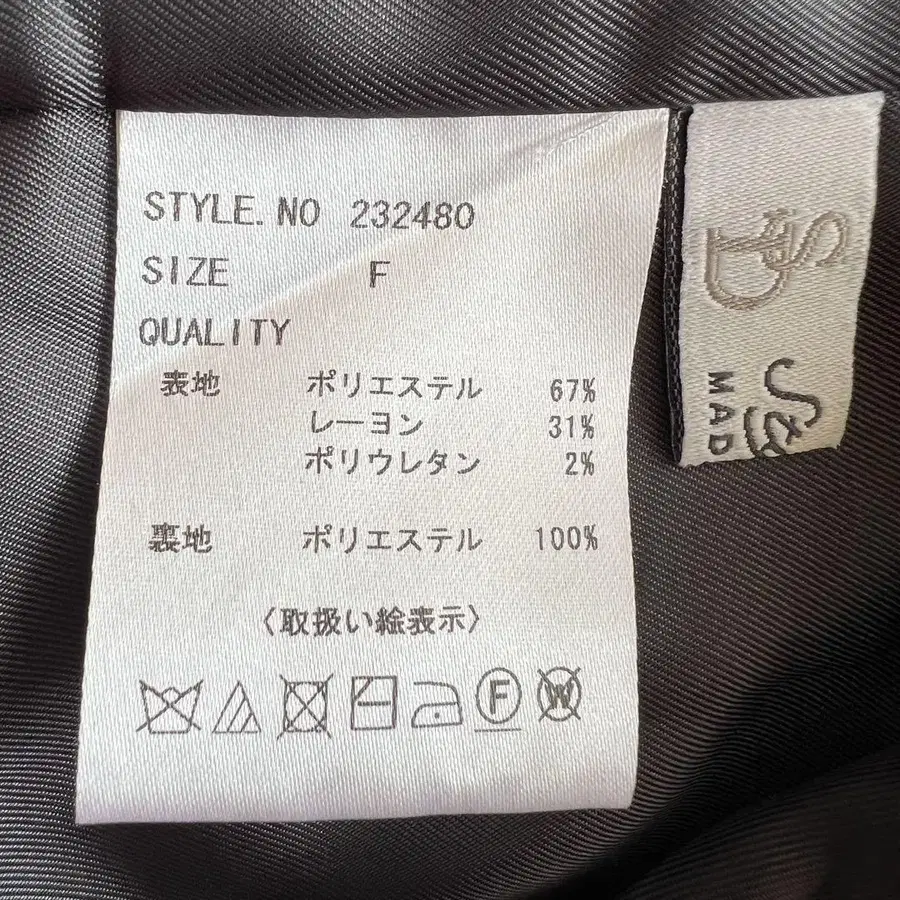 STYLE.NO 232480
SIZE F
QUALITY
表地 ポリエステル 67%
レーヨン 31%
ポリウレタン 2%
裏地 ポリエステル 100%
〈取扱い絵表示〉
F
W
MAD